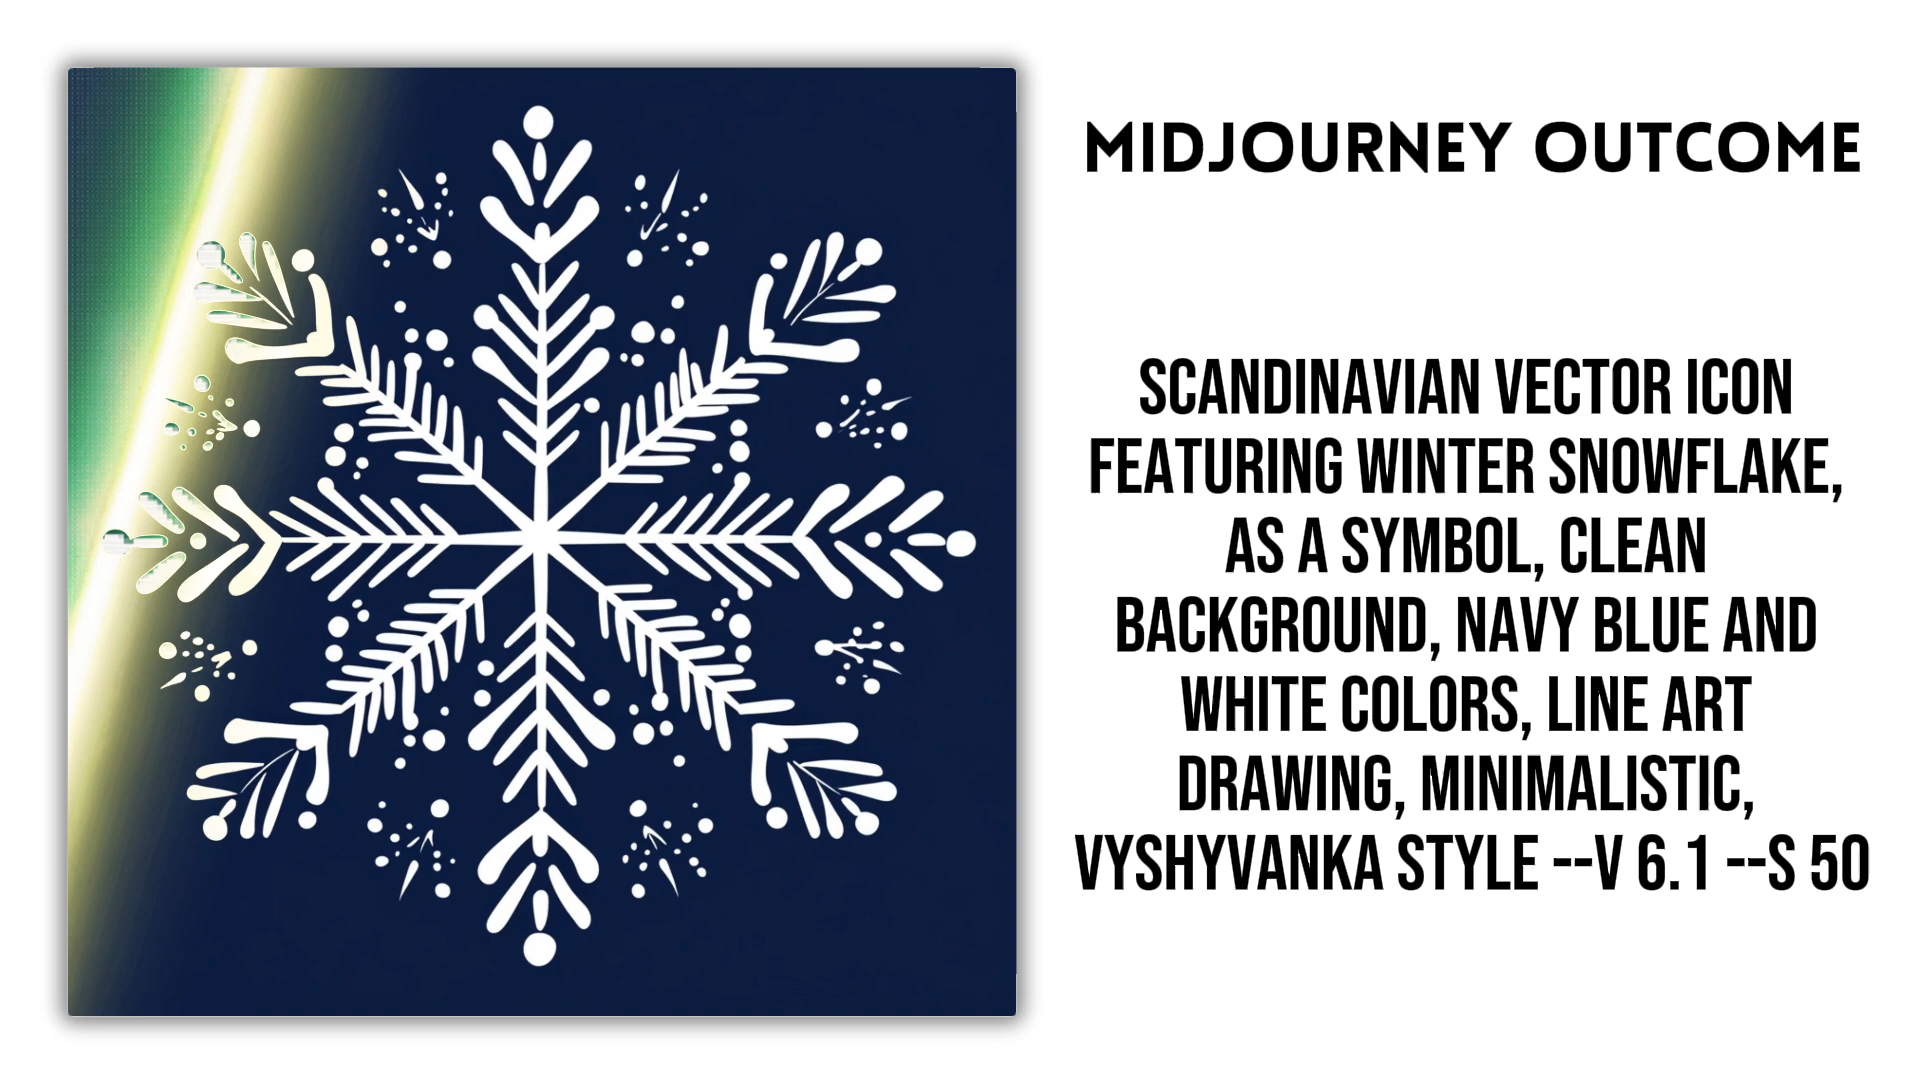 MIDJOURNEY OUTCOME
SCANDINAVIAN VECTOR ICON
FEATURING WINTER SNOWFLAKE,
AS A SYMBOL, CLEAN
BACKGROUND, NAVY BLUE AND
WHITE COLORS, LINE ART
DRAWING, MINIMALISTIC,
VYSHYVANKA STYLE --V 6.1 --S 50